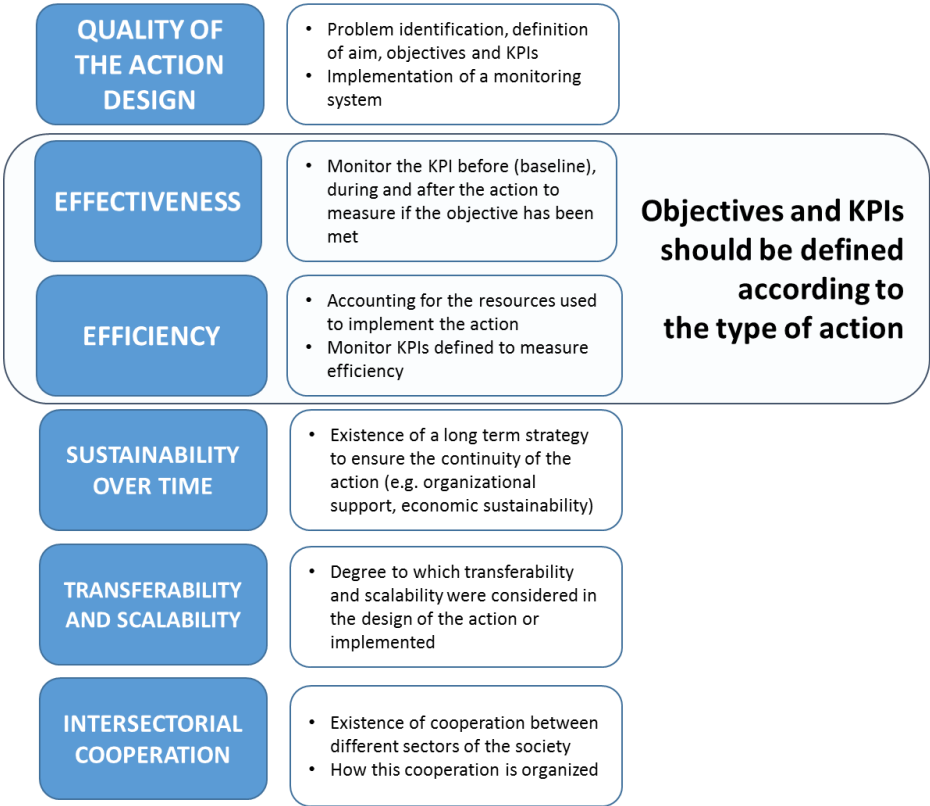 QUALITY OF
THE ACTION
DESIGN
• Problem identification, definition
of aim, objectives and KPIs
• Implementation of a monitoring
system
EFFECTIVENESS
• Monitor the KPI before (baseline),
during and after the action to
measure if the objective has been
met
Objectives and KPIs
should be defined
according to
the type of action
EFFICIENCY
• Accounting for the resources used
to implement the action
• Monitor KPIs defined to measure
efficiency
SUSTAINABILITY
OVER TIME
• Existence of a long term strategy
to ensure the continuity of the
action (e.g. organizational
support, economic sustainability)
TRANSFERABILITY
AND SCALABILITY
• Degree to which transferability
and scalability were considered in
the design of the action or
implemented
INTERSECTORIAL
COOPERATION
• Existence of cooperation between
different sectors of the society
• How this cooperation is organized